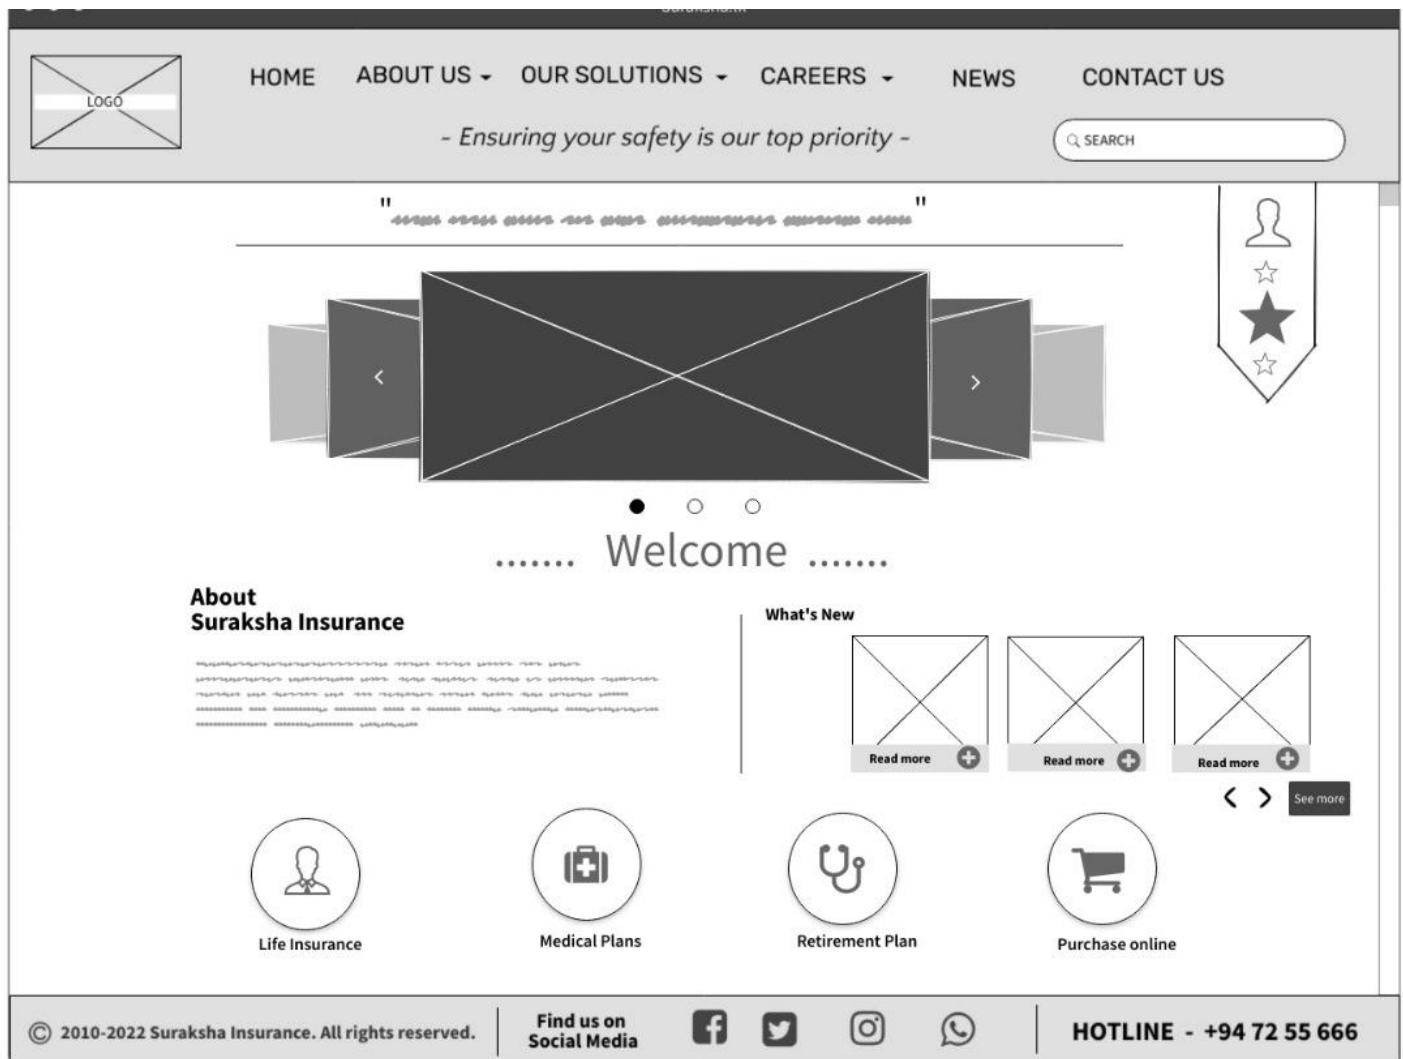 LOGO
HOME ABOUT US OUR SOLUTIONS CAREERS NEWS CONTACT US
- Ensuring your safety is our top priority -
SEARCH
....... Welcome .......
About
Suraksha Insurance
What's New
Read more Read more Read more
See more
Life Insurance Medical Plans Retirement Plan Purchase online
© 2010-2022 Suraksha Insurance. All rights reserved.
Find us on
Social Media
HOTLINE - +94 72 55 666